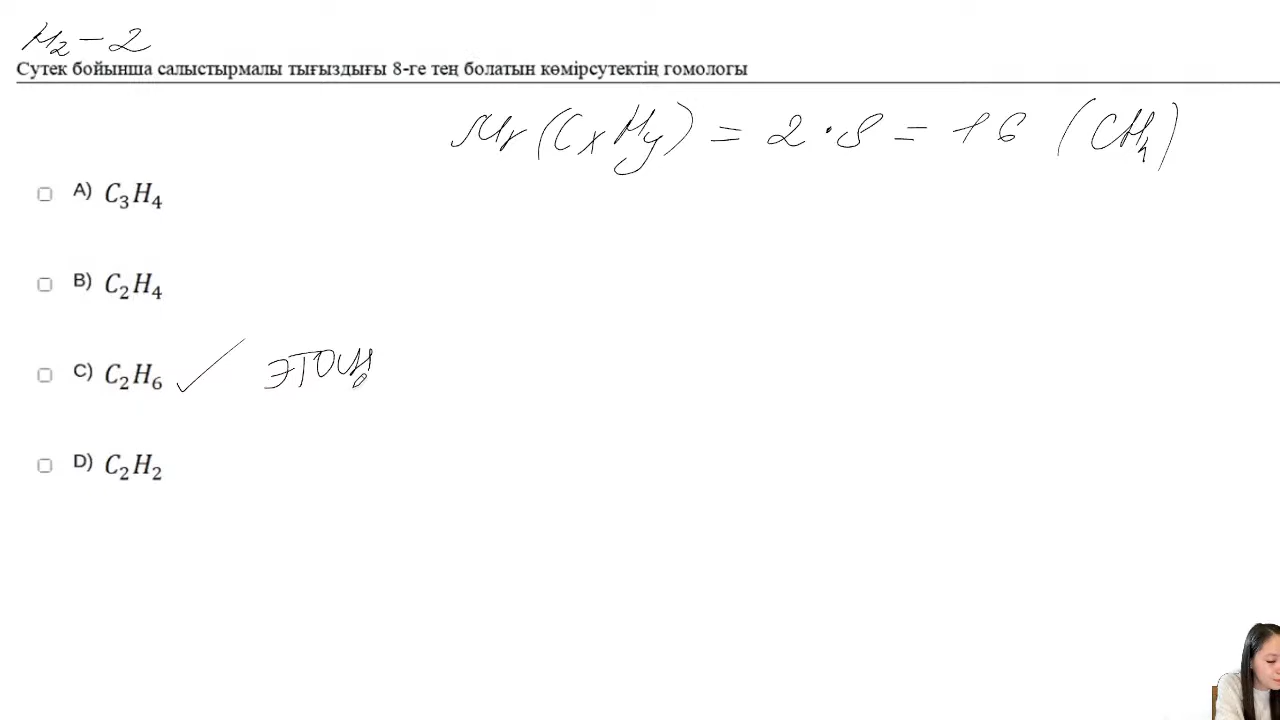 H₂ – 2
Сутек бойынша салыстырмалы тығыздығы 8-ге тең болатын көмірсутектің гомологы
Mr (CxHy) = 2 · 8 = 16 (CH₄)
A) C₃H₄
B) C₂H₄
C) C₂H₆ ✓ этан
D) C₂H₂